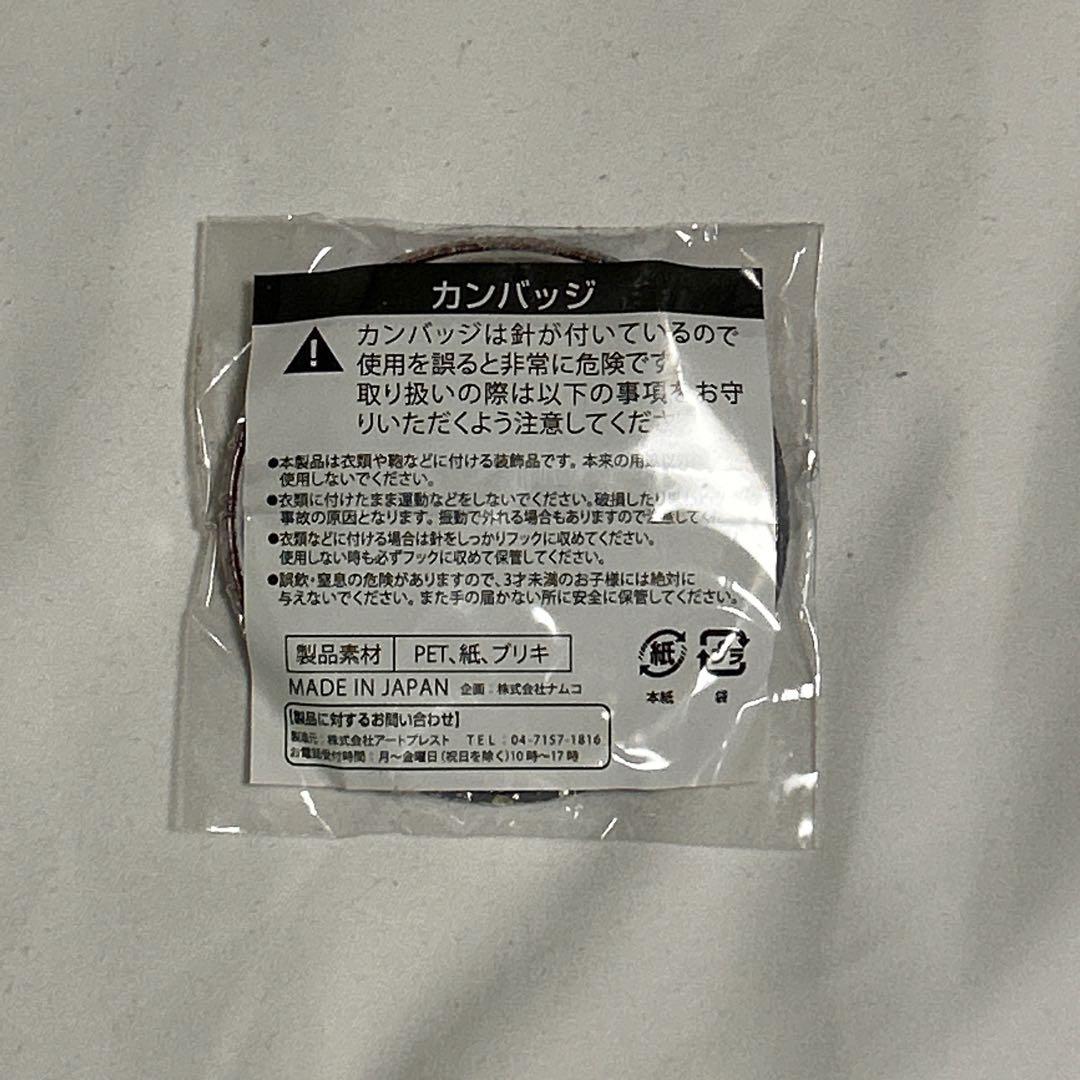 カンバッジ
カンバッジは針が付いているので
使用を誤ると非常に危険です
取り扱いの際は以下の事項をお守
りいただくよう注意してくださ
●本製品は衣類や鞄などに付ける装飾品です。本来の用途以外
使用しないでください。
●衣類に付けたまま運動などをしないでください。破損したり
事故の原因となります。振動で外れる場合もありますので注意してくだ
●衣類などに付ける場合は針をしっかりフックに収めてください。
使用しない時も必ずフックに収めて保管してください。
●誤飲・窒息の危険がありますので、3才未満のお子様には絶対に
与えないでください。また手の届かない所に安全に保管してください。
製品素材 PET、紙、ブリキ
紙 プラ
本紙 袋
MADE IN JAPAN 企画：株式会社ナムコ
【製品に対するお問い合わせ】
製造元：株式会社アートプレスト TEL：04-7157-1816
お電話受付時間：月〜金曜日（祝日を除く）10時〜17時